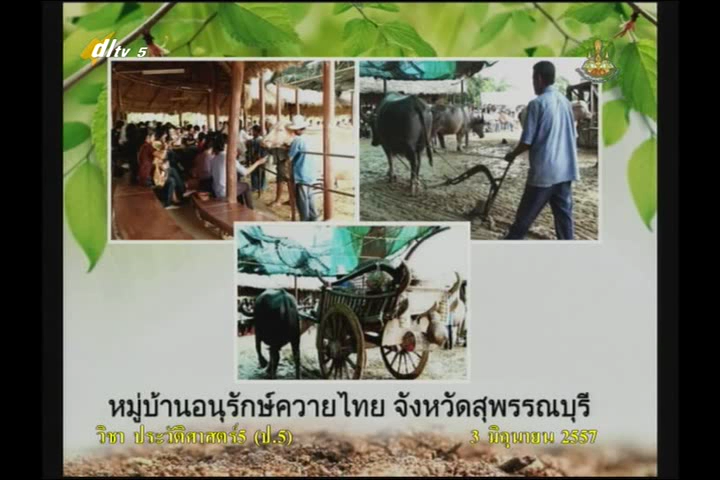 dltv 5
หมู่บ้านอนุรักษ์ควายไทย จังหวัดสุพรรณบุรี
วิชา ประวัติศาสตร์ (ป.5)
3 มิถุนายน 2557